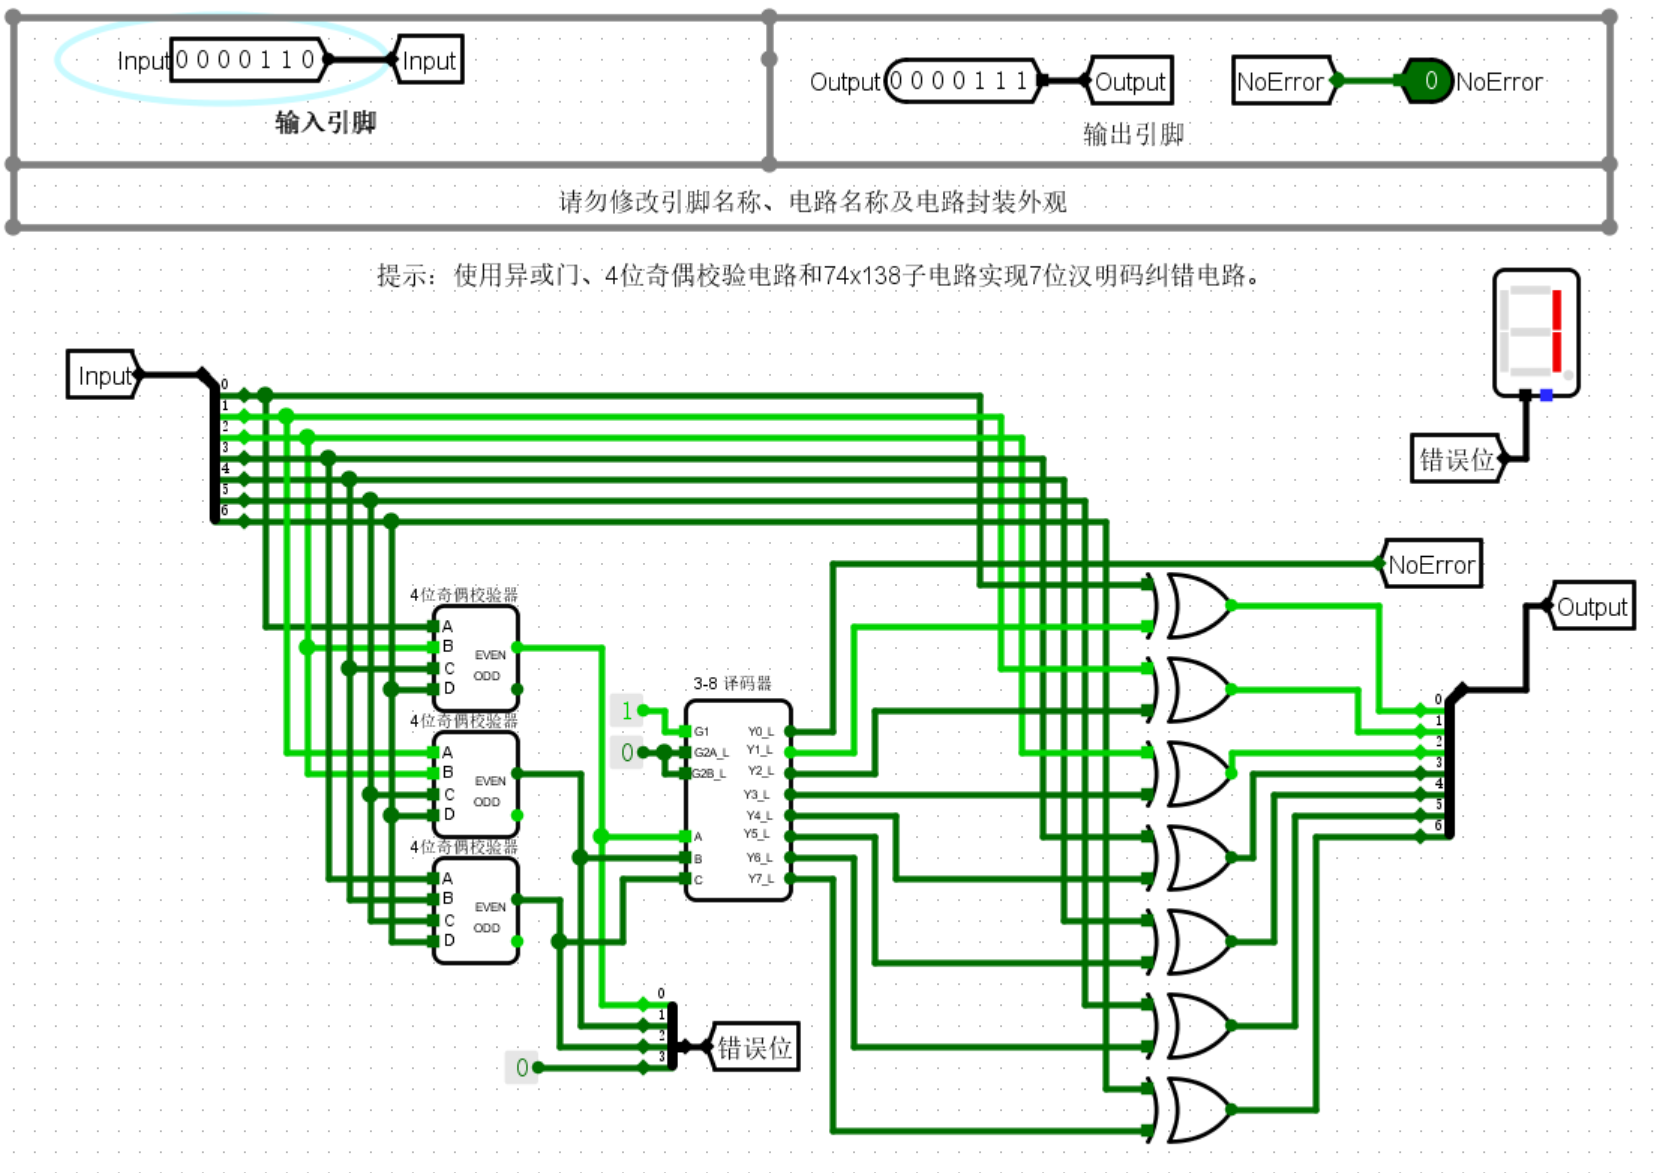 Input 0 0 0 0 1 1 0 Input
输入引脚
Output 0 0 0 0 1 1 1 Output NoError 0 NoError
输出引脚
请勿修改引脚名称、电路名称及电路封装外观
提示：使用异或门、4位奇偶校验电路和74x138子电路实现7位汉明码纠错电路。
Input
0
1
2
3
4
5
6
错误位
NoError
Output
4位奇偶校验器
A
B
C
D
EVEN
ODD
4位奇偶校验器
A
B
C
D
EVEN
ODD
4位奇偶校验器
A
B
C
D
EVEN
ODD
3-8 译码器
1
0
G1
G2A_L
G2B_L
A
B
C
Y0_L
Y1_L
Y2_L
Y3_L
Y4_L
Y5_L
Y6_L
Y7_L
0
1
2
3
4
5
6
0
1
2
3
0
错误位